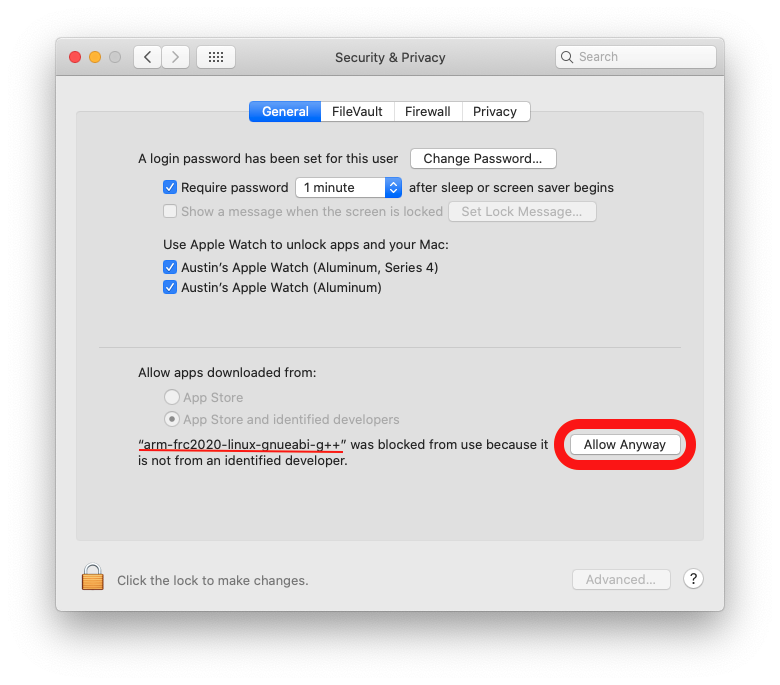 Security & Privacy
Search
General FileVault Firewall Privacy
A login password has been set for this user Change Password...
Require password 1 minute after sleep or screen saver begins
Show a message when the screen is locked Set Lock Message...
Use Apple Watch to unlock apps and your Mac:
Austin’s Apple Watch (Aluminum, Series 4)
Austin’s Apple Watch (Aluminum)
Allow apps downloaded from:
App Store
App Store and identified developers
“arm-frc2020-linux-gnueabi-g++” was blocked from use because it Allow Anyway
is not from an identified developer.
Click the lock to make changes. Advanced... ?